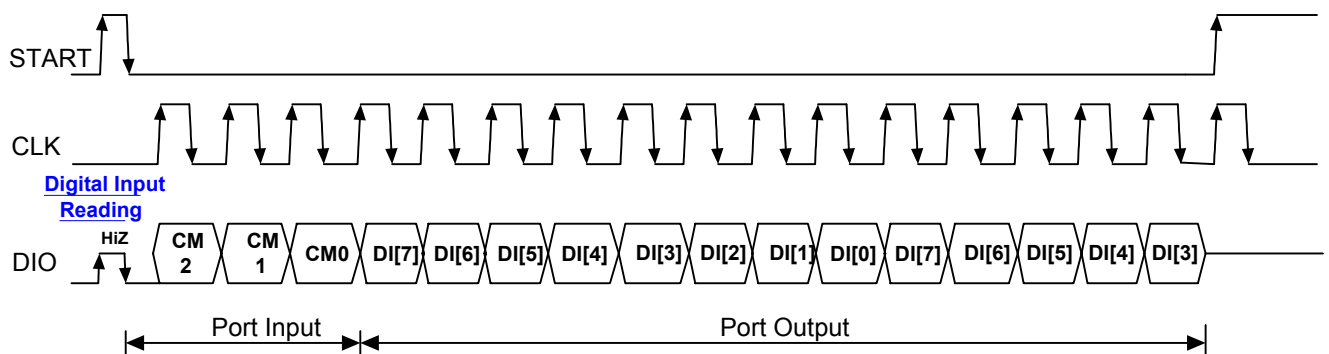 START
CLK
Digital Input
Reading
HiZ
DIO
CM
2
CM
1
CM0
DI[7]
DI[6]
DI[5]
DI[4]
DI[3]
DI[2]
DI[1]
DI[0]
DI[7]
DI[6]
DI[5]
DI[4]
DI[3]
Port Input
Port Output